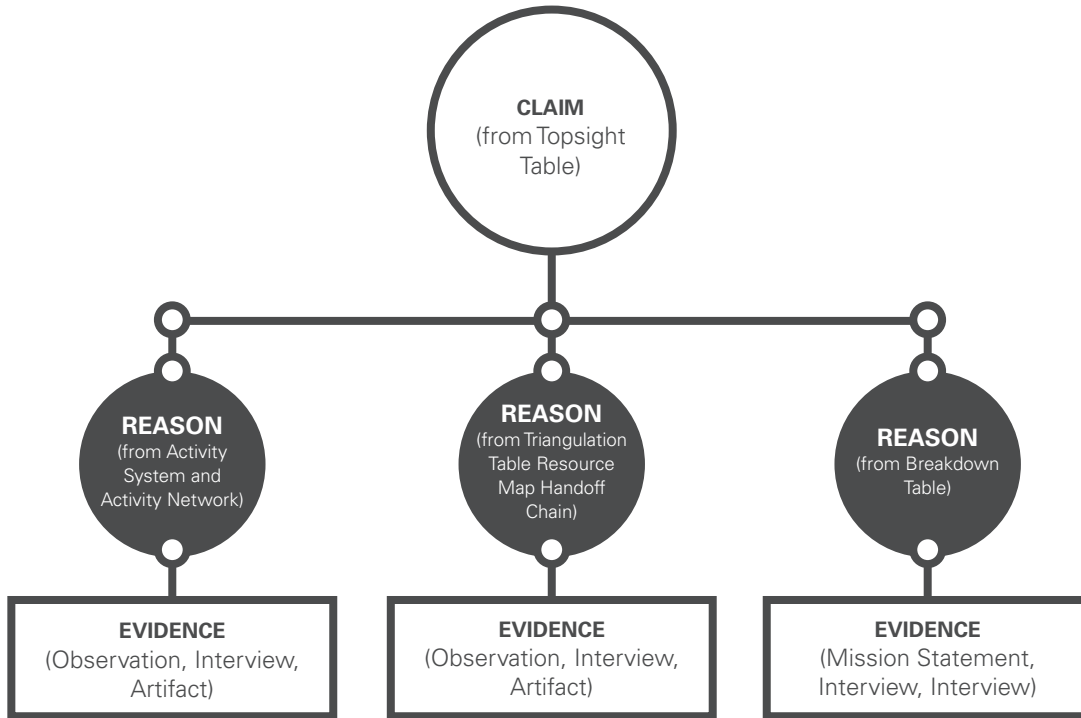 CLAIM
(from Topsight
Table)
REASON
(from Activity
System and
Activity Network)
REASON
(from Triangulation
Table Resource
Map Handoff
Chain)
REASON
(from Breakdown
Table)
EVIDENCE
(Observation, Interview,
Artifact)
EVIDENCE
(Observation, Interview,
Artifact)
EVIDENCE
(Mission Statement,
Interview, Interview)